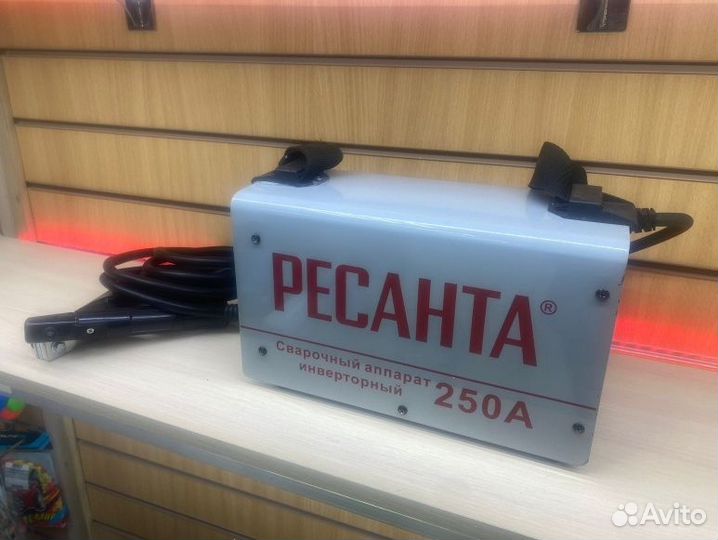 РЕСАНТА®
Сварочный аппарат
инверторный 250А
Avito